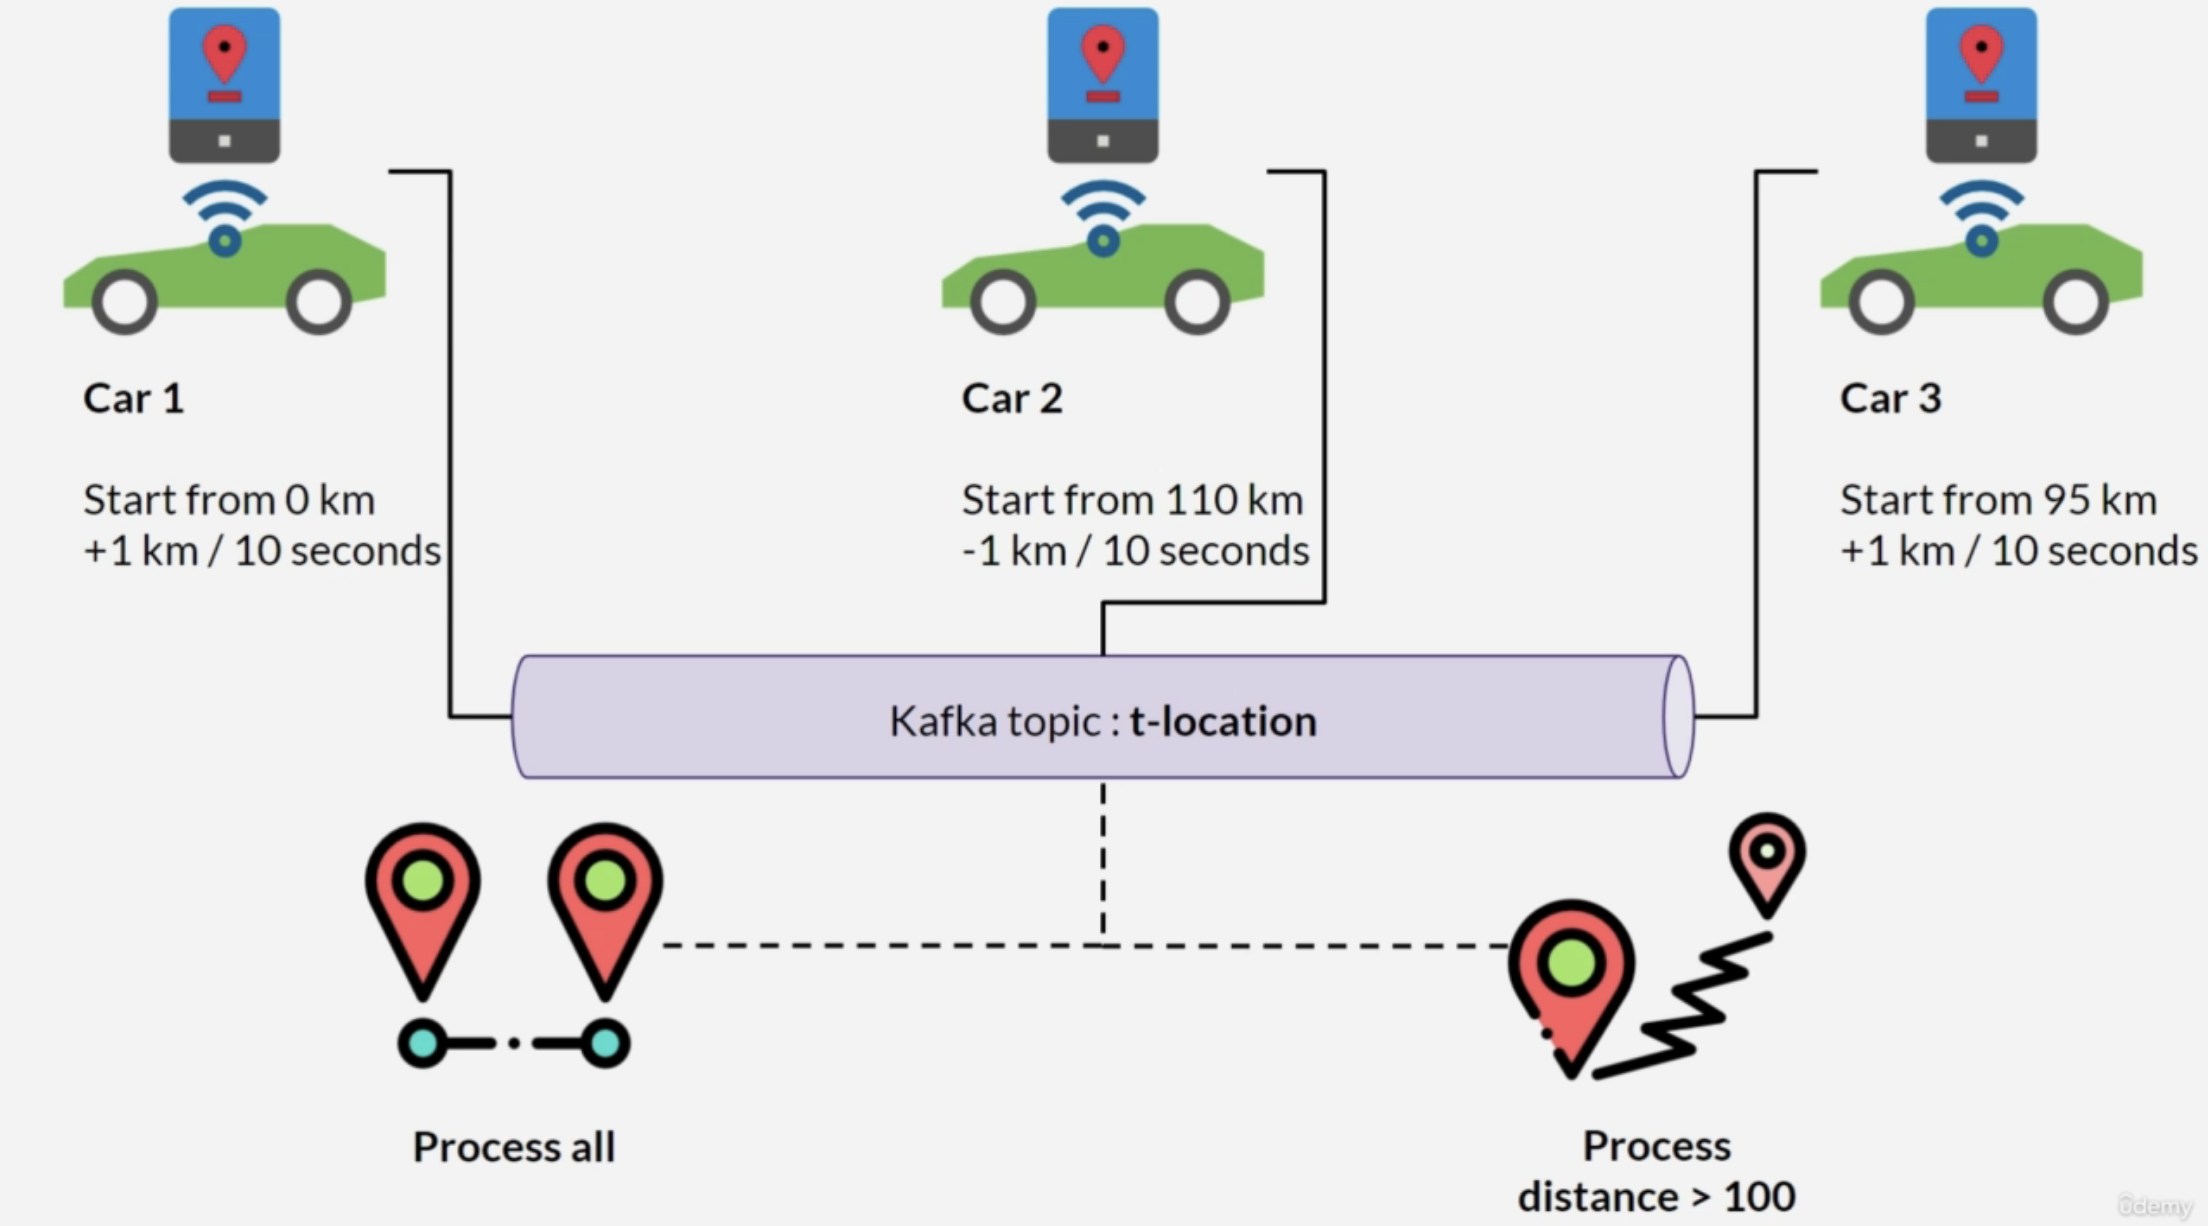 Car 1
Start from 0 km
+1 km / 10 seconds
Car 2
Start from 110 km
-1 km / 10 seconds
Car 3
Start from 95 km
+1 km / 10 seconds
Kafka topic : t-location
Process all
Process
distance > 100
ûdemy